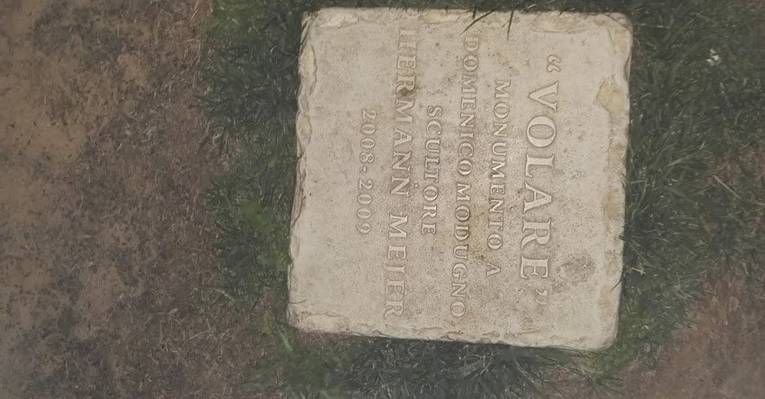 “VOLARE”
MONUMENTO A
DOMENICO MODUGNO
SCULTORE
HERMANN MEJER
2008-2009